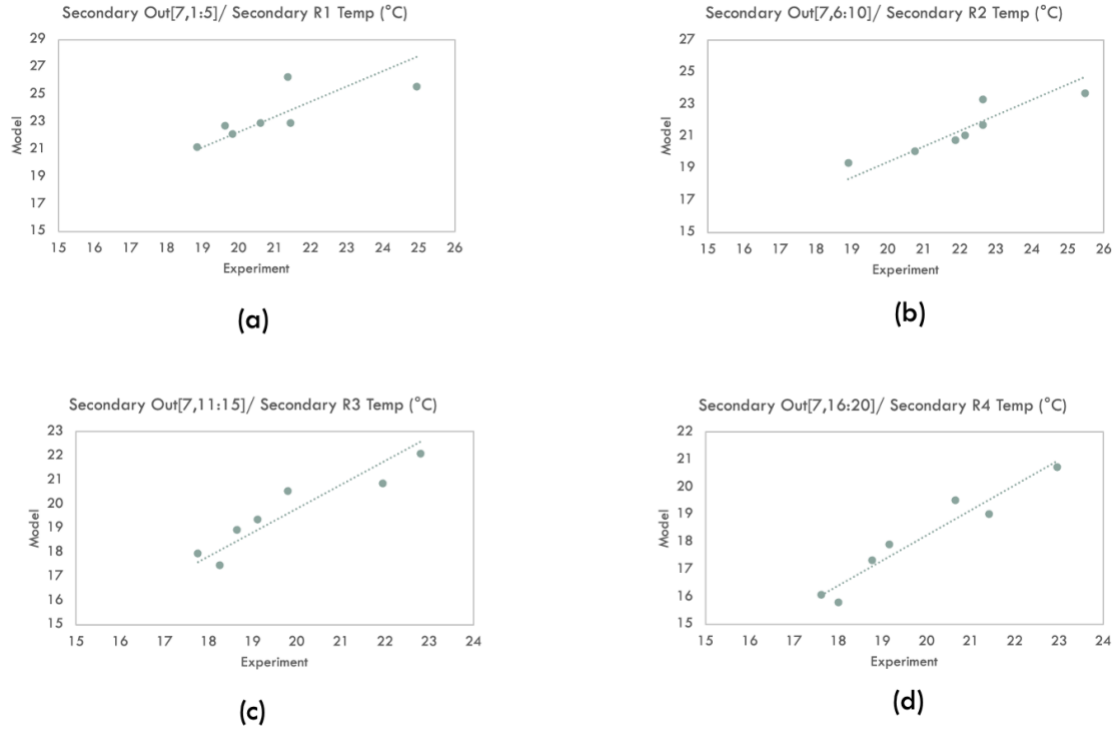 Secondary Out[7,1:5]/ Secondary R1 Temp (°C)
29
27
25
23
21
19
17
15
Model
15 16 17 18 19 20 21 22 23 24 25 26
Experiment
(a)
Secondary Out[7,6:10]/ Secondary R2 Temp (°C)
27
25
23
21
19
17
15
Model
15 16 17 18 19 20 21 22 23 24 25 26
Experiment
(b)
Secondary Out[7,11:15]/ Secondary R3 Temp (°C)
23
22
21
20
19
18
17
16
15
Model
15 16 17 18 19 20 21 22 23 24
Experiment
(c)
Secondary Out[7,16:20]/ Secondary R4 Temp (°C)
22
21
20
19
18
17
16
15
Model
15 16 17 18 19 20 21 22 23 24
Experiment
(d)